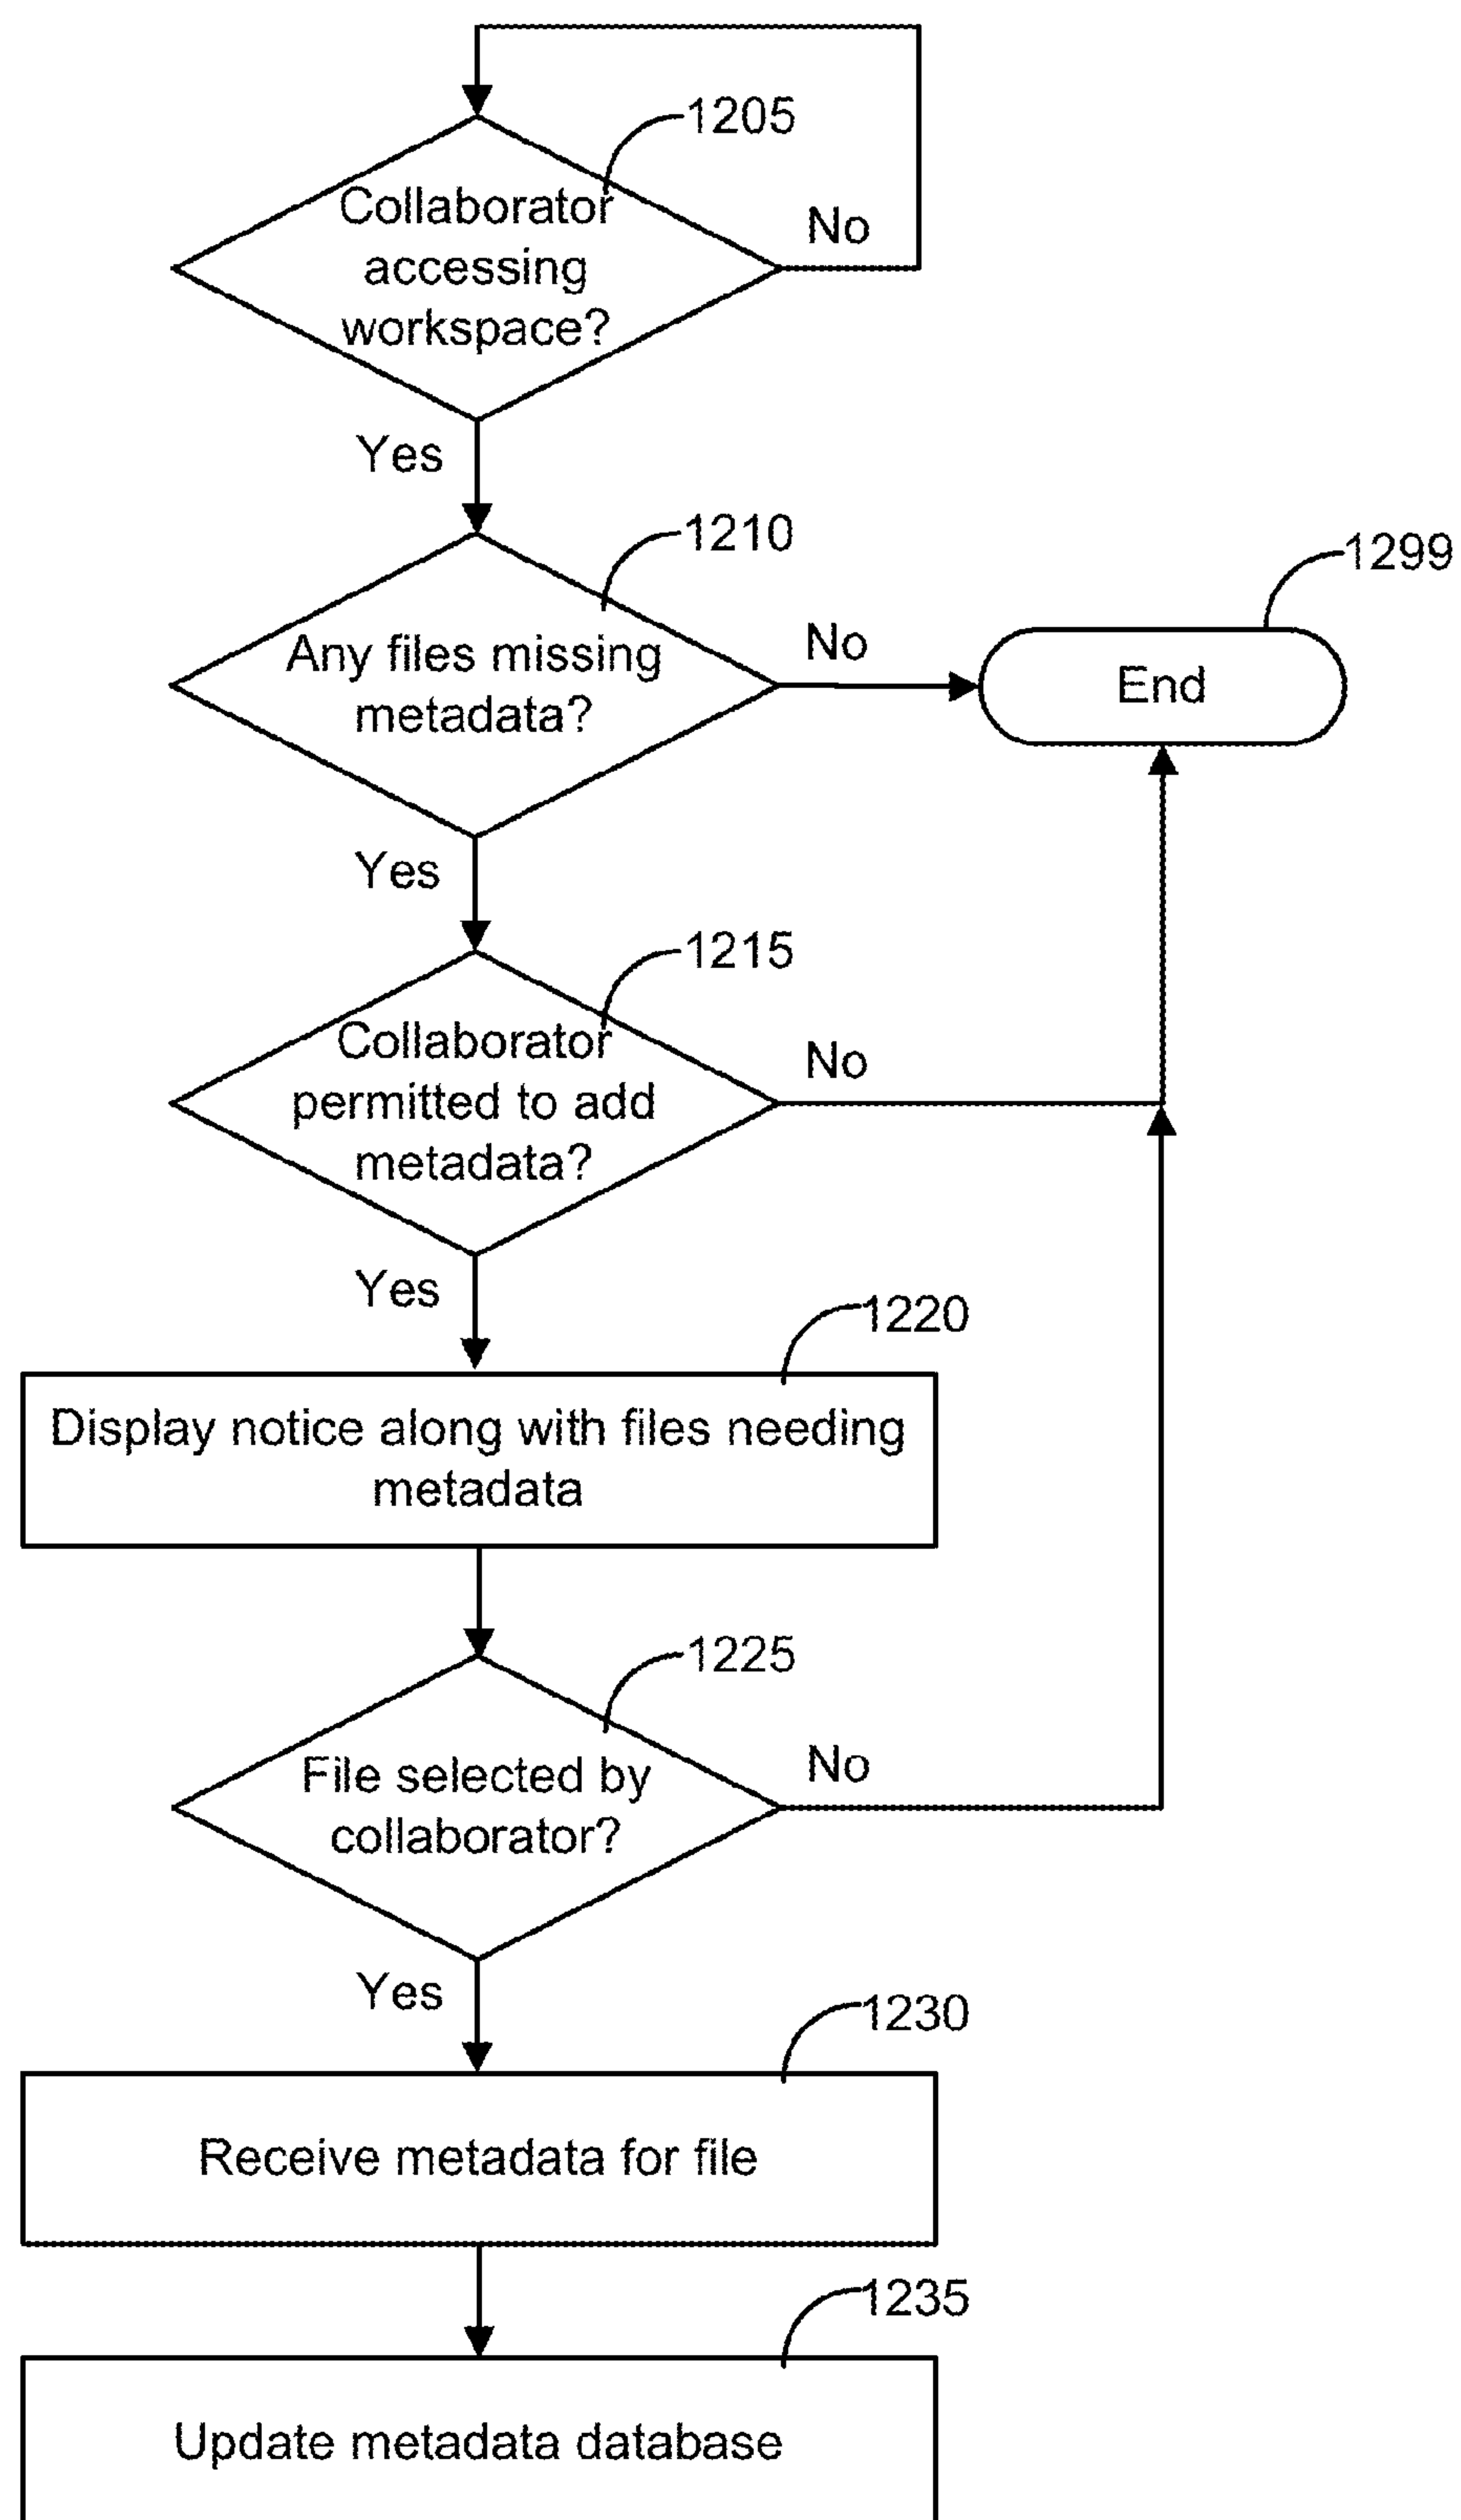 1205
Collaborator
accessing
workspace?
No
Yes
1210
Any files missing
metadata?
No
1299
End
Yes
1215
Collaborator
permitted to add
metadata?
No
Yes
1220
Display notice along with files needing
metadata
1225
File selected by
collaborator?
No
Yes
1230
Receive metadata for file
1235
Update metadata database